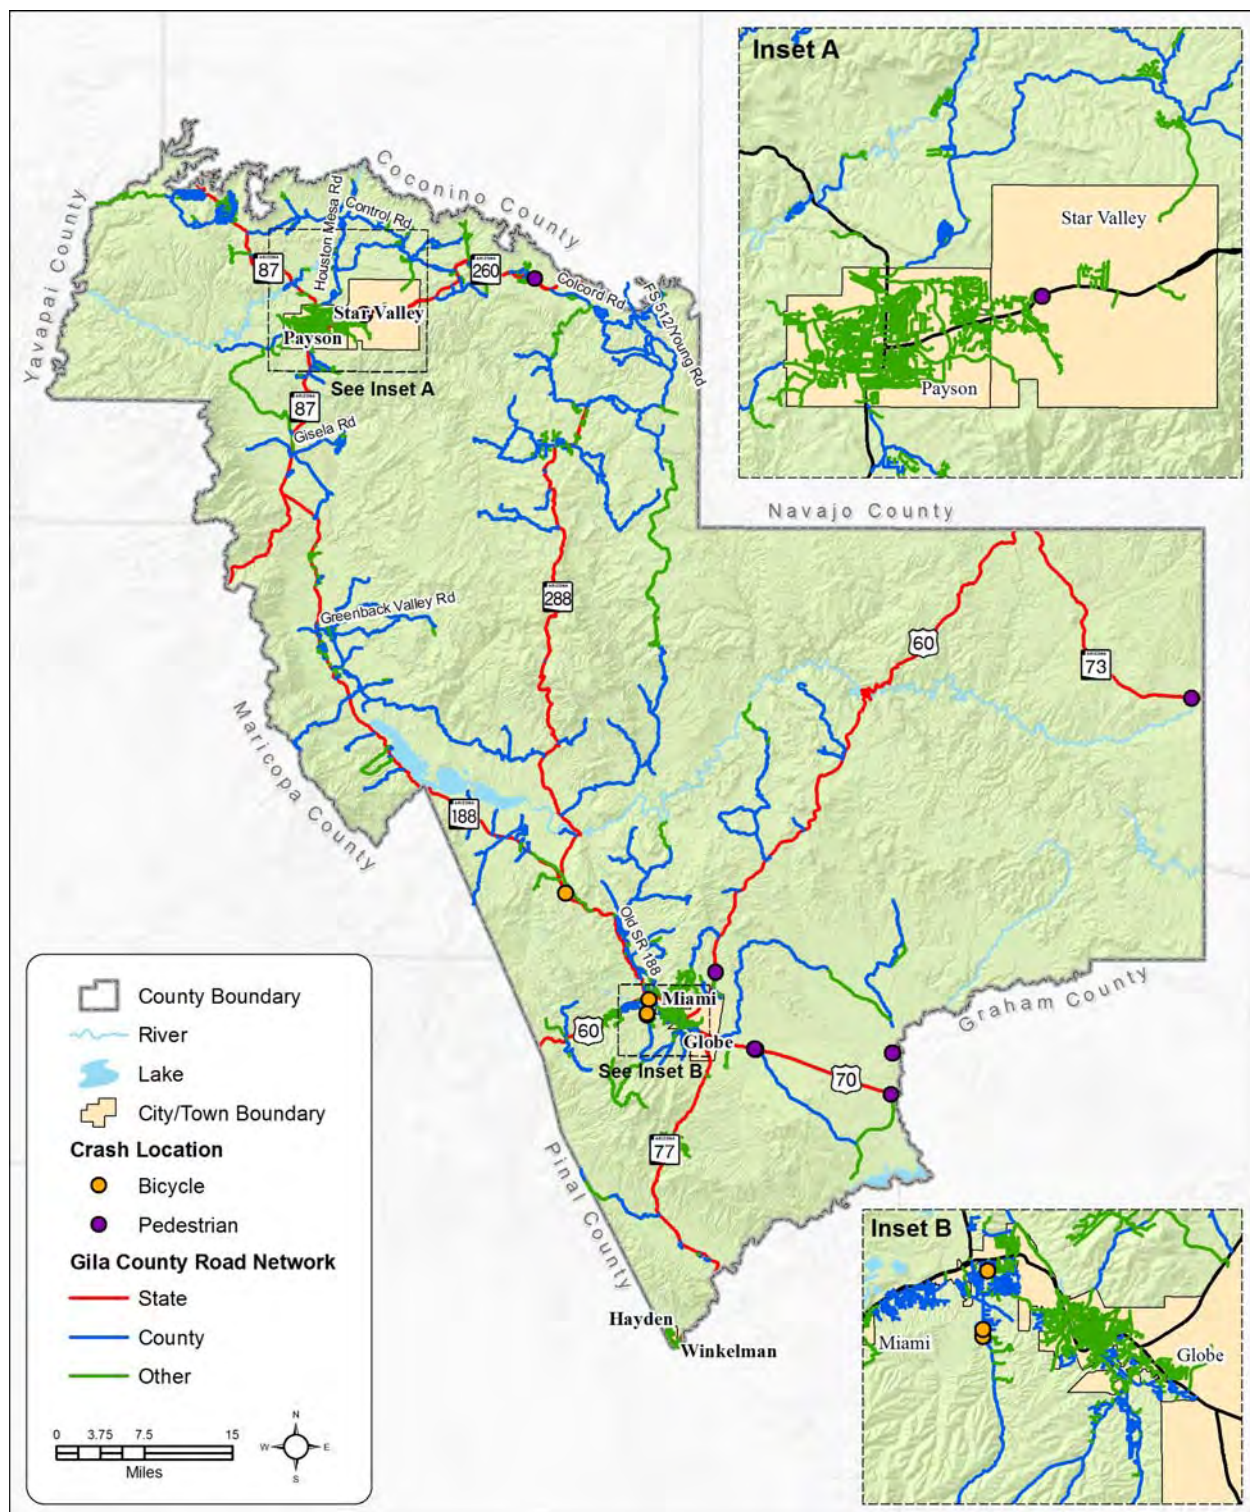 Inset A
Star Valley
Payson
Coconino County
Yavapai County
Houston Mesa Rd
Control Rd
87
260
Colcord Rd
FS 512/Young Rd
Star Valley
Payson
See Inset A
87
Gisela Rd
Navajo County
288
Greenback Valley Rd
60
73
Maricopa County
188
Old SR 188
Miami
Graham County
60
Globe
See Inset B
70
77
Pinal County
Hayden
Winkelman
County Boundary
River
Lake
City/Town Boundary
Crash Location
Bicycle
Pedestrian
Gila County Road Network
State
County
Other
0 3.75 7.5 15
Miles
N
W E
S
Inset B
Miami
Globe